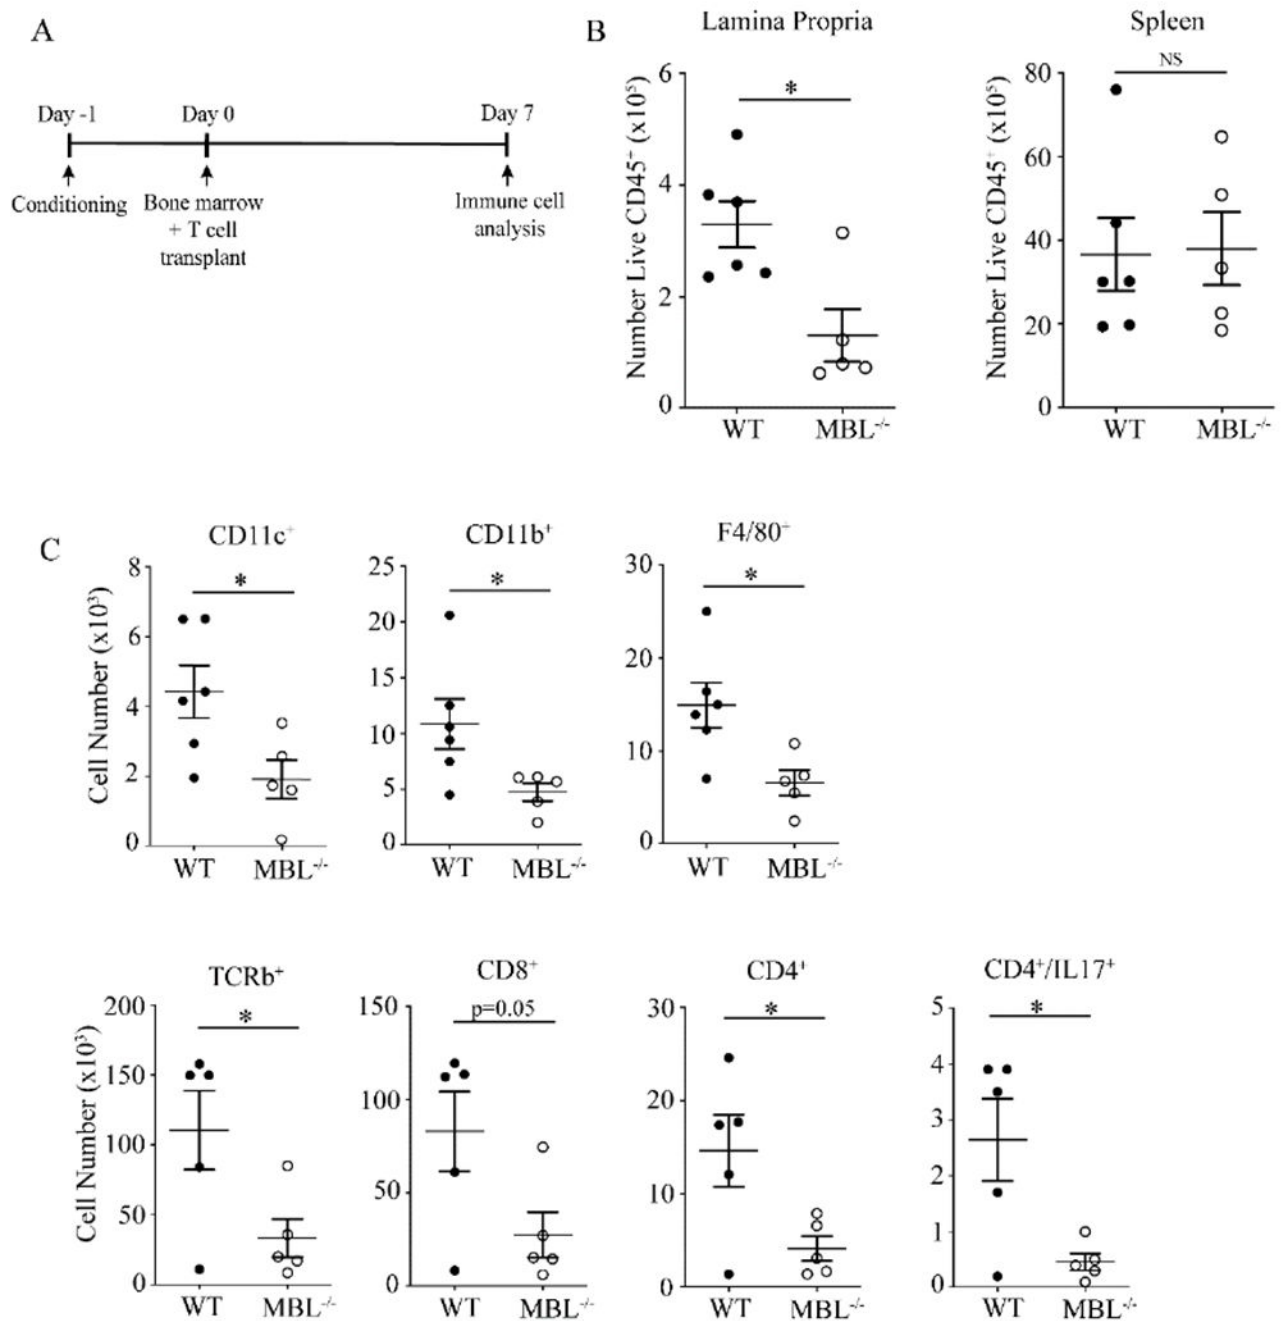 A
Day -1
Day 0
Day 7
Conditioning
Bone marrow
+ T cell
transplant
Immune cell
analysis
B
Lamina Propria
Number Live CD45⁺ (x10⁵)
6
4
2
0
*
WT
MBL⁻/⁻
Spleen
Number Live CD45⁺ (x10⁵)
80
60
40
20
0
NS
WT
MBL⁻/⁻
C
CD11c⁺
Cell Number (x10³)
8
6
4
2
0
*
WT
MBL⁻/⁻
CD11b⁺
25
20
15
10
5
0
*
WT
MBL⁻/⁻
F4/80⁺
30
20
10
0
*
WT
MBL⁻/⁻
TCRb⁺
Cell Number (x10³)
200
150
100
50
0
*
WT
MBL⁻/⁻
CD8⁺
150
100
50
0
p=0.05
WT
MBL⁻/⁻
CD4⁺
30
20
10
0
*
WT
MBL⁻/⁻
CD4⁺/IL17⁺
5
4
3
2
1
0
*
WT
MBL⁻/⁻